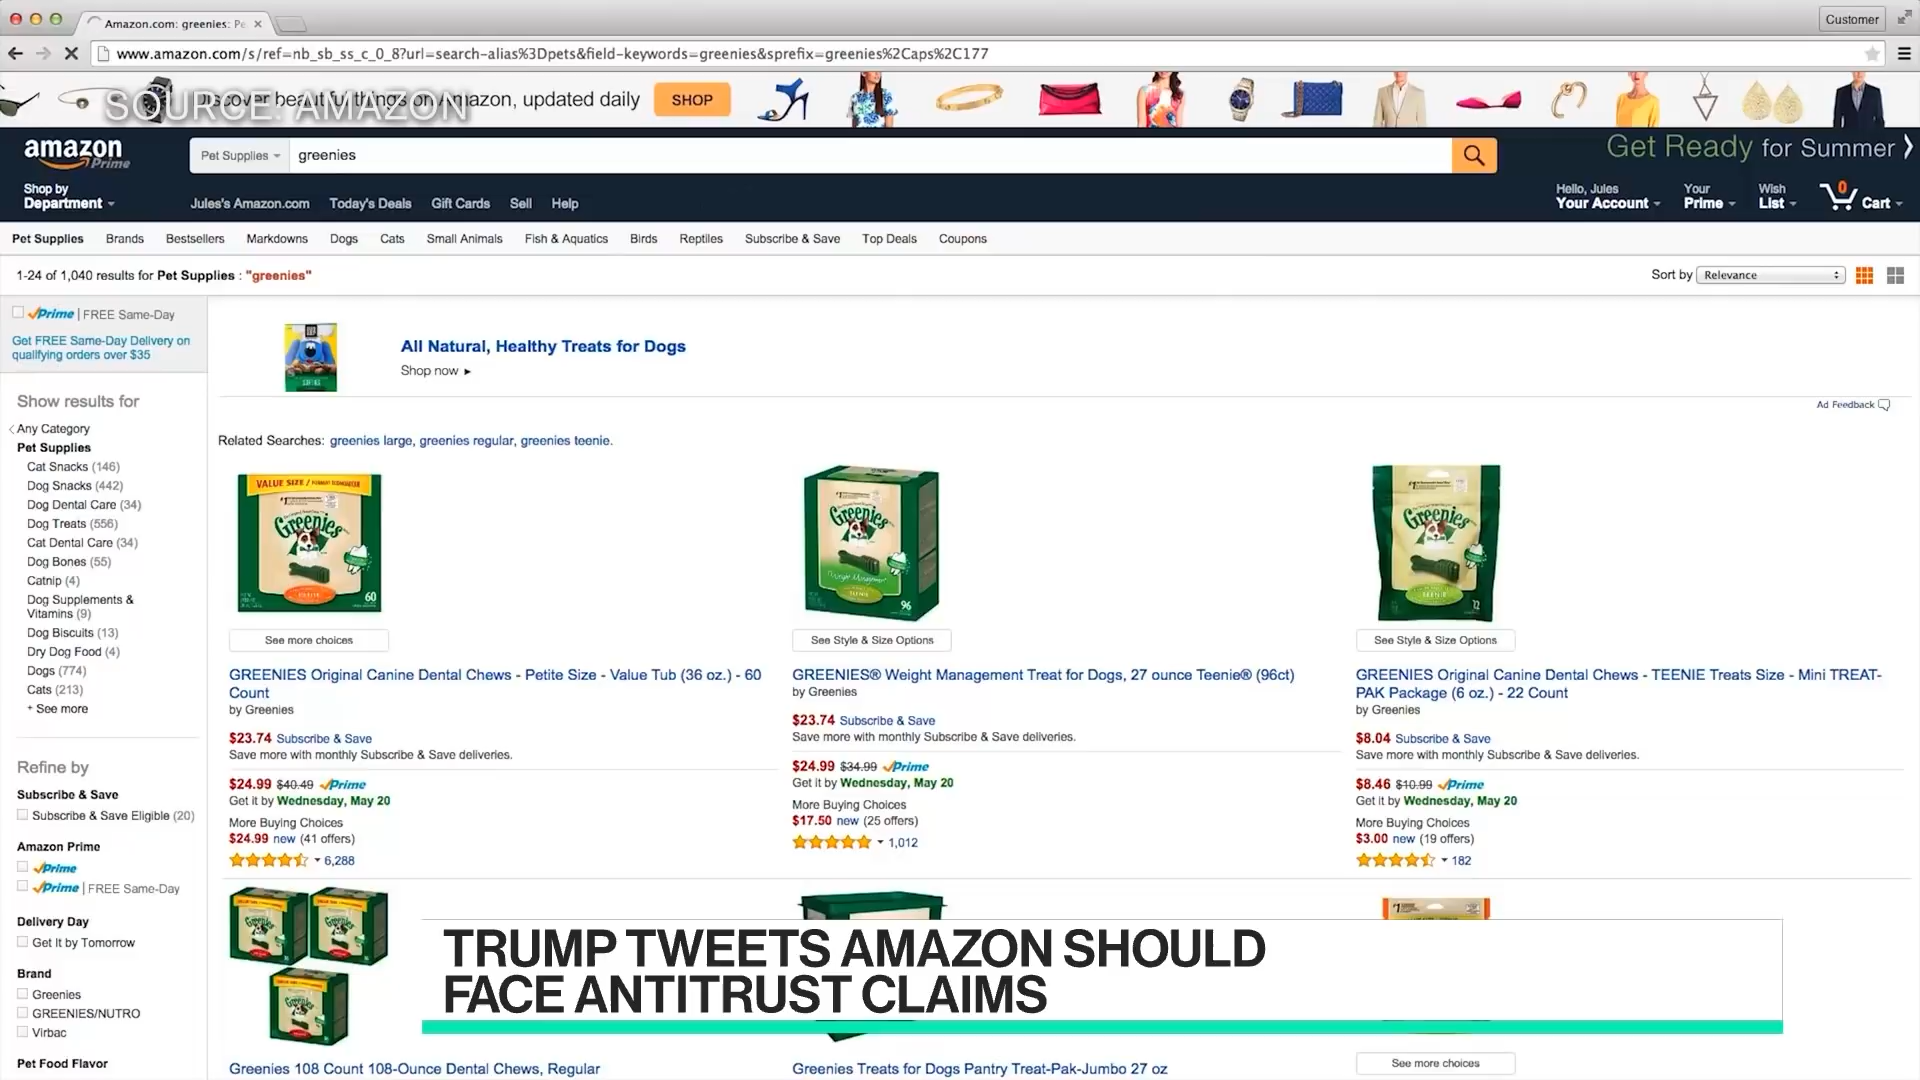 Amazon.com: greenies: Pe
Customer
www.amazon.com/s/ref=nb_sb_ss_c_0_8?url=search-alias%3Dpets&field-keywords=greenies&sprefix=greenies%2Caps%2C177
SOURCE: AMAZON
Discover beautiful things on Amazon, updated daily
SHOP
amazon
Prime
Pet Supplies
greenies
Get Ready for Summer
Shop by
Department
Jules's Amazon.com Today's Deals Gift Cards Sell Help
Hello, Jules
Your Account
Your
Prime
Wish
List
0
Cart
Pet Supplies Brands Bestsellers Markdowns Dogs Cats Small Animals Fish & Aquatics Birds Reptiles Subscribe & Save Top Deals Coupons
1-24 of 1,040 results for Pet Supplies : "greenies"
Sort by Relevance
Prime | FREE Same-Day
Get FREE Same-Day Delivery on
qualifying orders over $35
Show results for
Any Category
Pet Supplies
Cat Snacks (146)
Dog Snacks (442)
Dog Dental Care (34)
Dog Treats (556)
Cat Dental Care (34)
Dog Bones (55)
Catnip (4)
Dog Supplements &
Vitamins (9)
Dog Biscuits (13)
Dry Dog Food (4)
Dogs (774)
Cats (213)
+ See more
Refine by
Subscribe & Save
Subscribe & Save Eligible (20)
Amazon Prime
Prime
Prime | FREE Same-Day
Delivery Day
Get It by Tomorrow
Brand
Greenies
GREENIES/NUTRO
Virbac
Pet Food Flavor
All Natural, Healthy Treats for Dogs
Shop now
Ad Feedback
Related Searches: greenies large, greenies regular, greenies teenie.
VALUE SIZE
Greenies
60
See more choices
GREENIES Original Canine Dental Chews - Petite Size - Value Tub (36 oz.) - 60
Count
by Greenies
$23.74 Subscribe & Save
Save more with monthly Subscribe & Save deliveries.
$24.99 $40.49 Prime
Get it by Wednesday, May 20
More Buying Choices
$24.99 new (41 offers)
6,288
Greenies
Weight Management
TEENIE
96
See Style & Size Options
GREENIES® Weight Management Treat for Dogs, 27 ounce Teenie® (96ct)
by Greenies
$23.74 Subscribe & Save
Save more with monthly Subscribe & Save deliveries.
$24.99 $34.99 Prime
Get it by Wednesday, May 20
More Buying Choices
$17.50 new (25 offers)
1,012
Greenies
TEENIE
See Style & Size Options
GREENIES Original Canine Dental Chews - TEENIE Treats Size - Mini TREAT-
PAK Package (6 oz.) - 22 Count
by Greenies
$8.04 Subscribe & Save
Save more with monthly Subscribe & Save deliveries.
$8.46 $10.99 Prime
Get it by Wednesday, May 20
More Buying Choices
$3.00 new (19 offers)
182
Greenies
Greenies
Greenies
TRUMP TWEETS AMAZON SHOULD
FACE ANTITRUST CLAIMS
Greenies 108 Count 108-Ounce Dental Chews, Regular
Greenies Treats for Dogs Pantry Treat-Pak-Jumbo 27 oz
See more choices